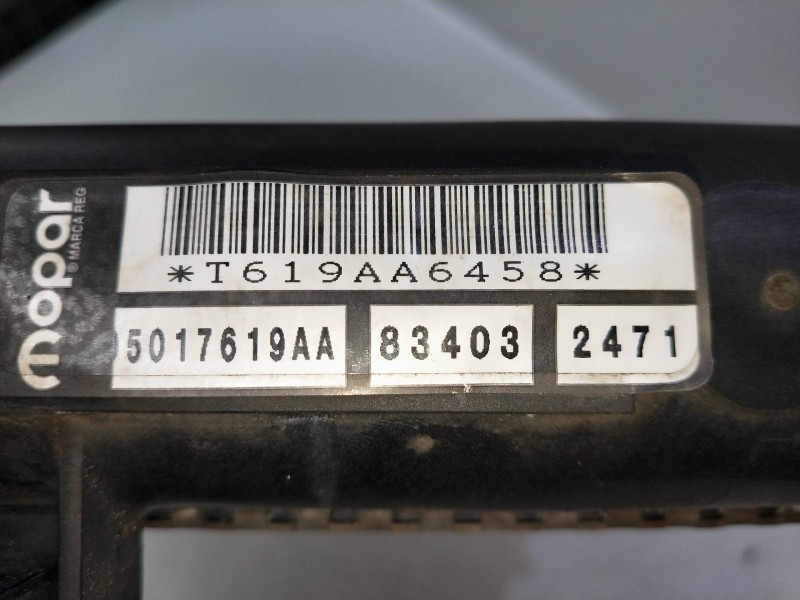 mopar
® MARCA REG
*T619AA6458*
5017619AA 83403 2471